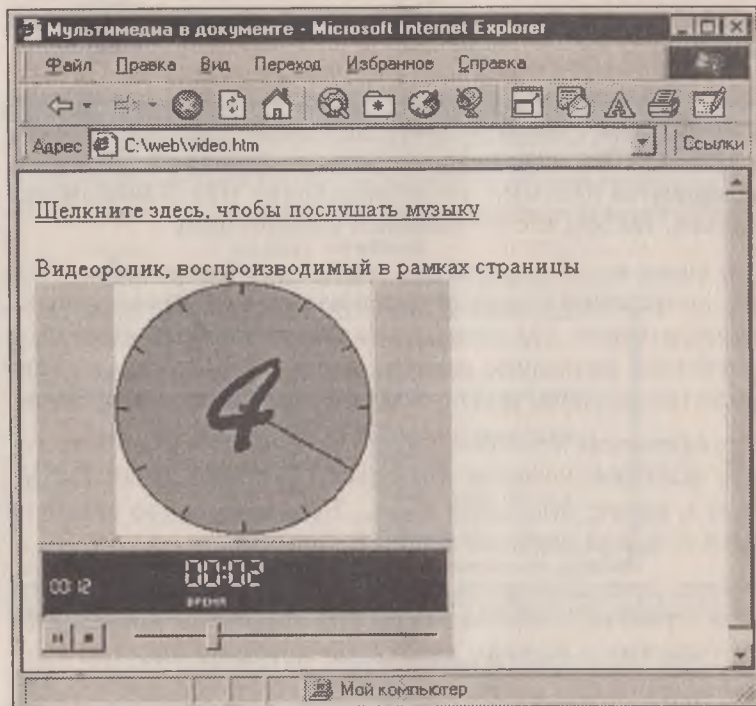 Мультимедиа в документе - Microsoft Internet Explorer
Файл Правка Вид Переход Избранное Справка
Адрес C:\web\video.htm Ссылки
Щелкните здесь, чтобы послушать музыку
Видеоролик, воспроизводимый в рамках страницы
4
00:12 00:02
ВРЕМЯ
Мой компьютер